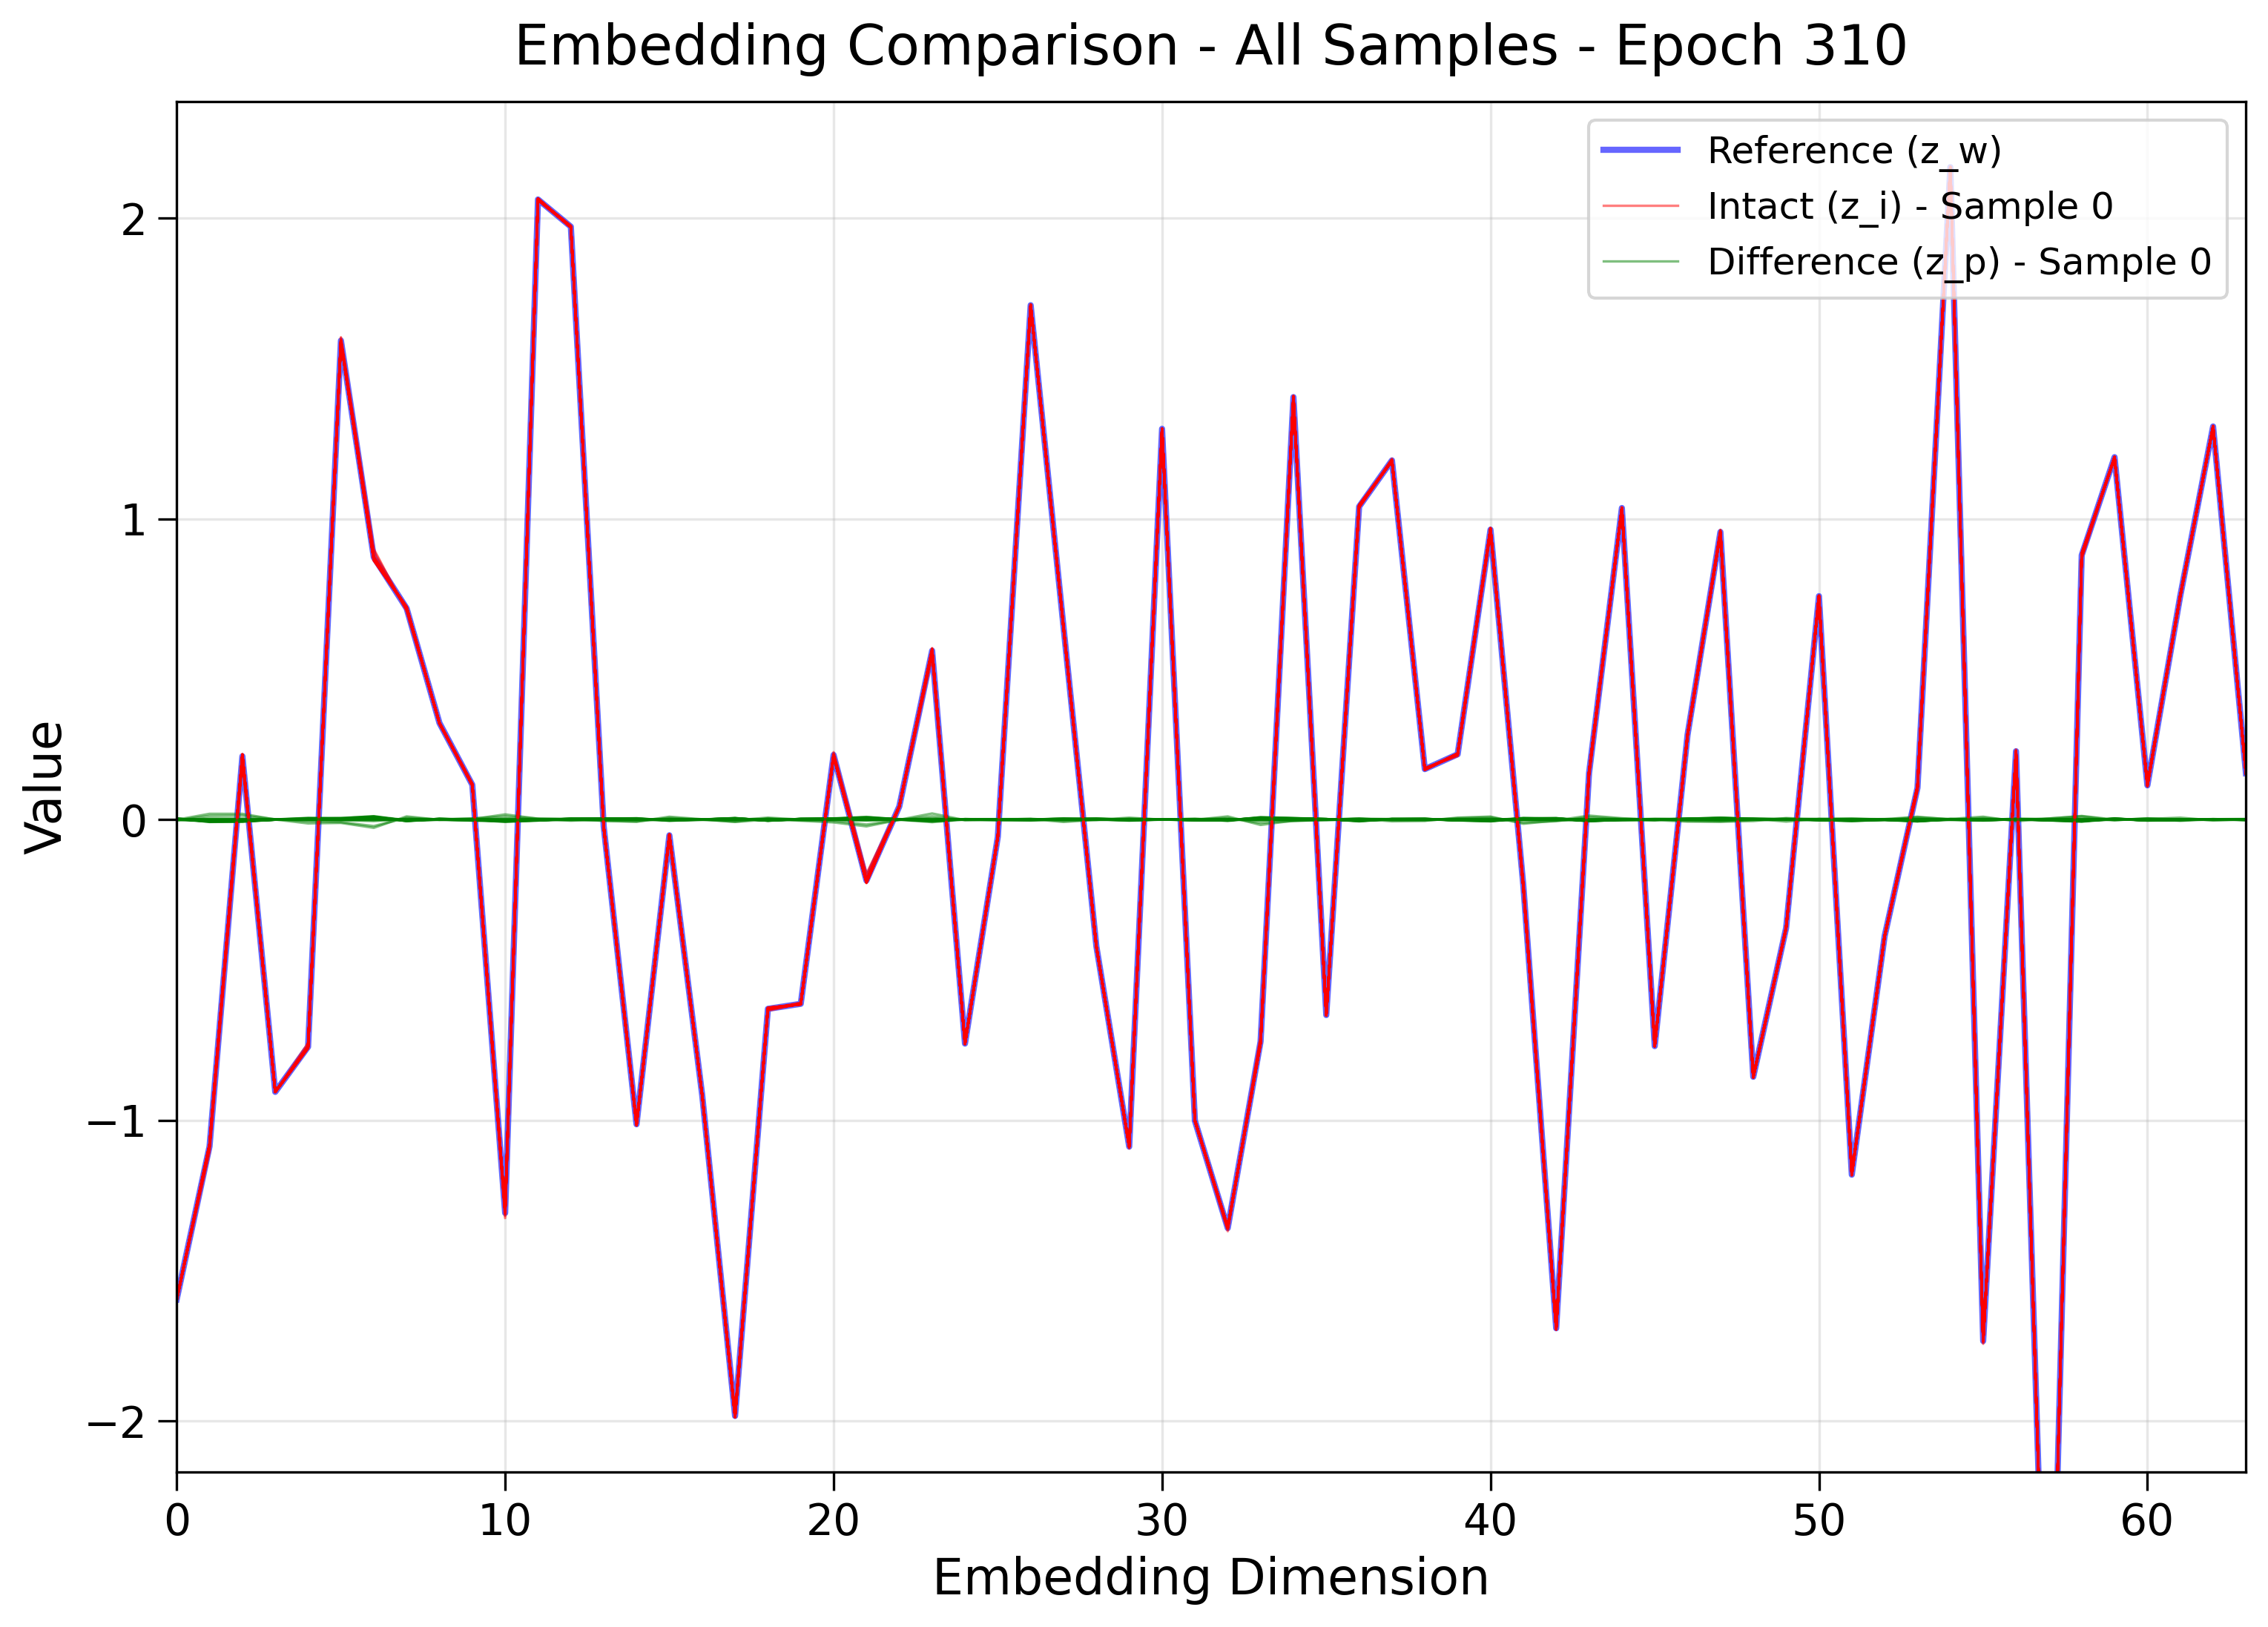 Embedding Comparison - All Samples - Epoch 310
Reference (z_w)
Intact (z_i) - Sample 0
Difference (z_p) - Sample 0
Value
2
1
0
−1
−2
0 10 20 30 40 50 60
Embedding Dimension